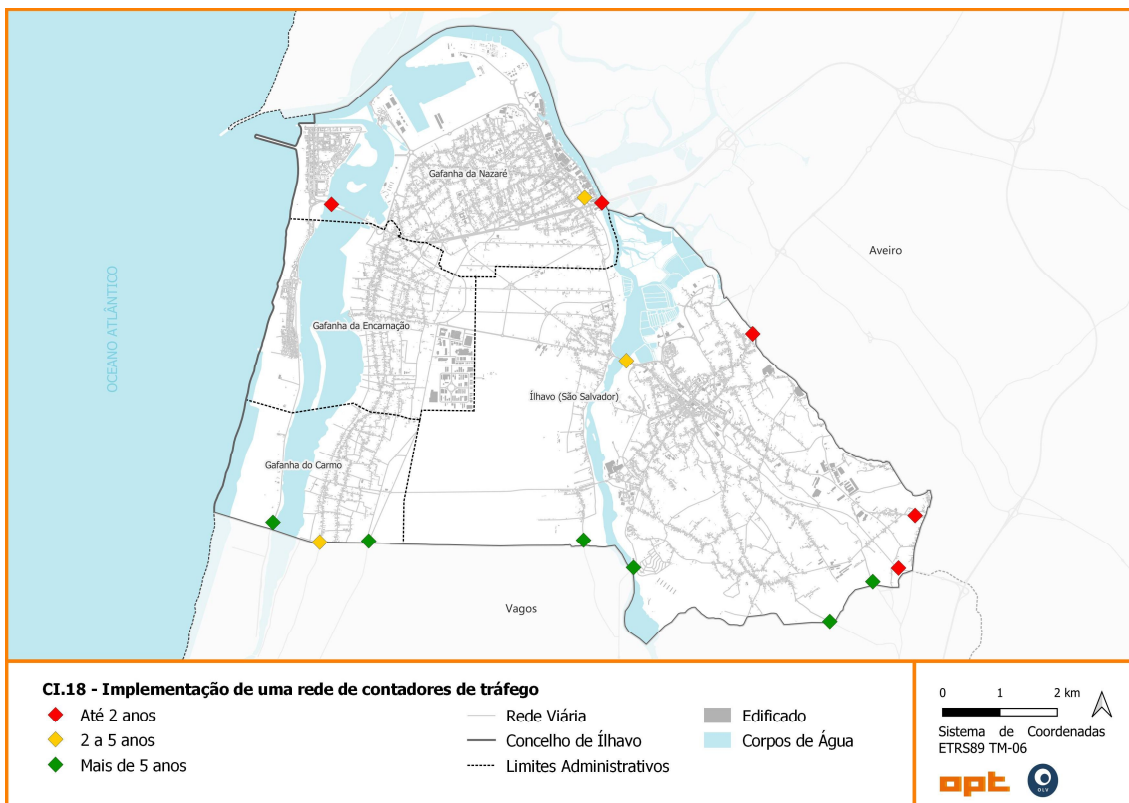 Gafanha da Nazaré
Aveiro
OCEANO ATLÂNTICO
Gafanha da Encarnação
Ílhavo (São Salvador)
Gafanha do Carmo
Vagos
CI.18 - Implementação de uma rede de contadores de tráfego
Até 2 anos
2 a 5 anos
Mais de 5 anos
Rede Viária
Concelho de Ílhavo
Limites Administrativos
Edificado
Corpos de Água
0 1 2 km
Sistema de Coordenadas
ETRS89 TM-06
opt
OLV